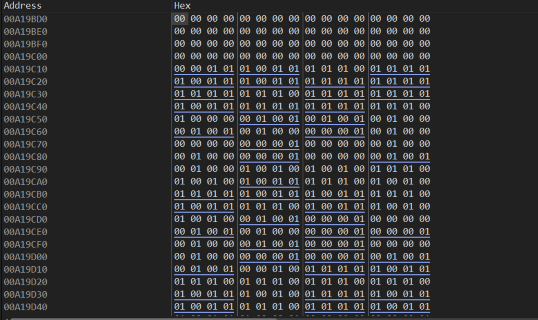 Address Hex
00A19BD0 00 00 00 00 00 00 00 00 00 00 00 00 00 00 00 00
00A19BE0 00 00 00 00 00 00 00 00 00 00 00 00 00 00 00 00
00A19BF0 00 00 00 00 00 00 00 00 00 00 00 00 00 00 00 00
00A19C00 00 00 00 00 00 00 00 00 00 00 00 00 00 00 00 00
00A19C10 00 00 01 01 01 00 01 01 01 01 01 00 01 01 01 01
00A19C20 01 00 01 01 00 01 01 01 01 01 01 01 01 01 01 01
00A19C30 01 01 01 01 01 01 01 00 01 01 01 01 01 01 01 01
00A19C40 01 00 01 01 01 01 01 01 01 01 01 01 01 01 01 00
00A19C50 01 01 01 00 01 00 01 01 00 01 00 01 01 01 01 00
00A19C60 00 01 00 01 00 01 00 00 00 00 00 01 00 01 00 00
00A19C70 00 00 00 00 00 00 00 01 00 00 00 00 00 00 00 00
00A19C80 00 01 00 00 00 00 00 01 00 00 00 00 00 01 00 01
00A19C90 01 01 01 00 01 00 01 00 01 01 01 00 01 01 01 00
00A19CA0 01 00 01 00 01 00 01 01 01 01 01 00 01 01 01 00
00A19CB0 01 01 01 01 01 00 01 01 01 01 01 00 01 01 01 00
00A19CC0 01 00 01 01 01 01 01 00 01 00 01 01 01 01 01 00
00A19CD0 01 01 01 00 00 01 00 01 00 00 00 01 00 01 00 00
00A19CE0 00 01 00 01 00 01 00 00 00 00 00 01 00 00 00 01
00A19CF0 00 01 00 00 00 01 00 01 00 00 00 01 00 01 00 00
00A19D00 00 01 00 00 00 00 00 01 00 00 00 00 00 01 00 01
00A19D10 00 01 00 01 00 00 01 00 01 01 01 01 01 00 01 01
00A19D20 01 01 01 00 01 01 01 00 01 01 01 00 01 01 01 00
00A19D30 01 00 01 01 01 01 01 00 01 01 01 01 01 00 01 01
00A19D40 01 00 01 01 01 01 01 00 01 01 01 01 01 00 01 01